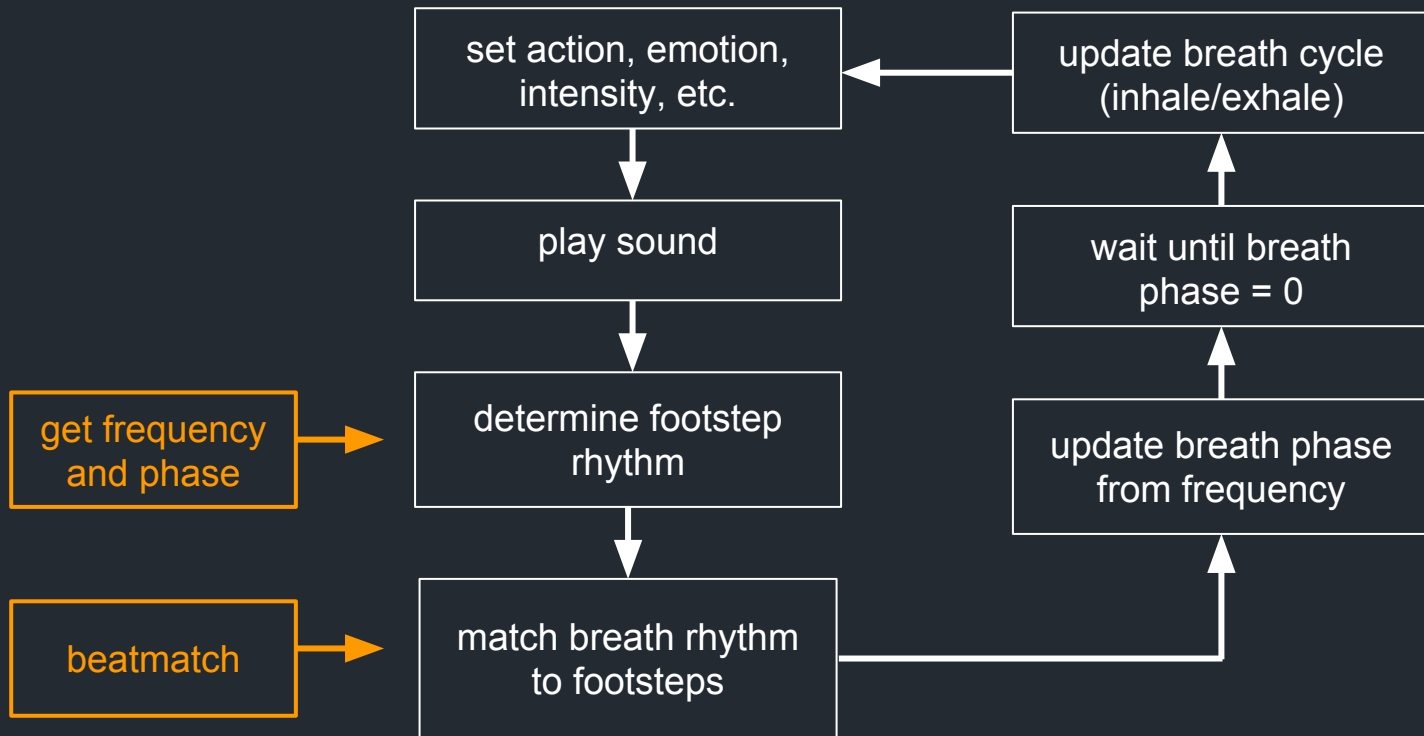 set action, emotion,
intensity, etc.
play sound
get frequency
and phase
determine footstep
rhythm
beatmatch
match breath rhythm
to footsteps
update breath phase
from frequency
wait until breath
phase = 0
update breath cycle
(inhale/exhale)